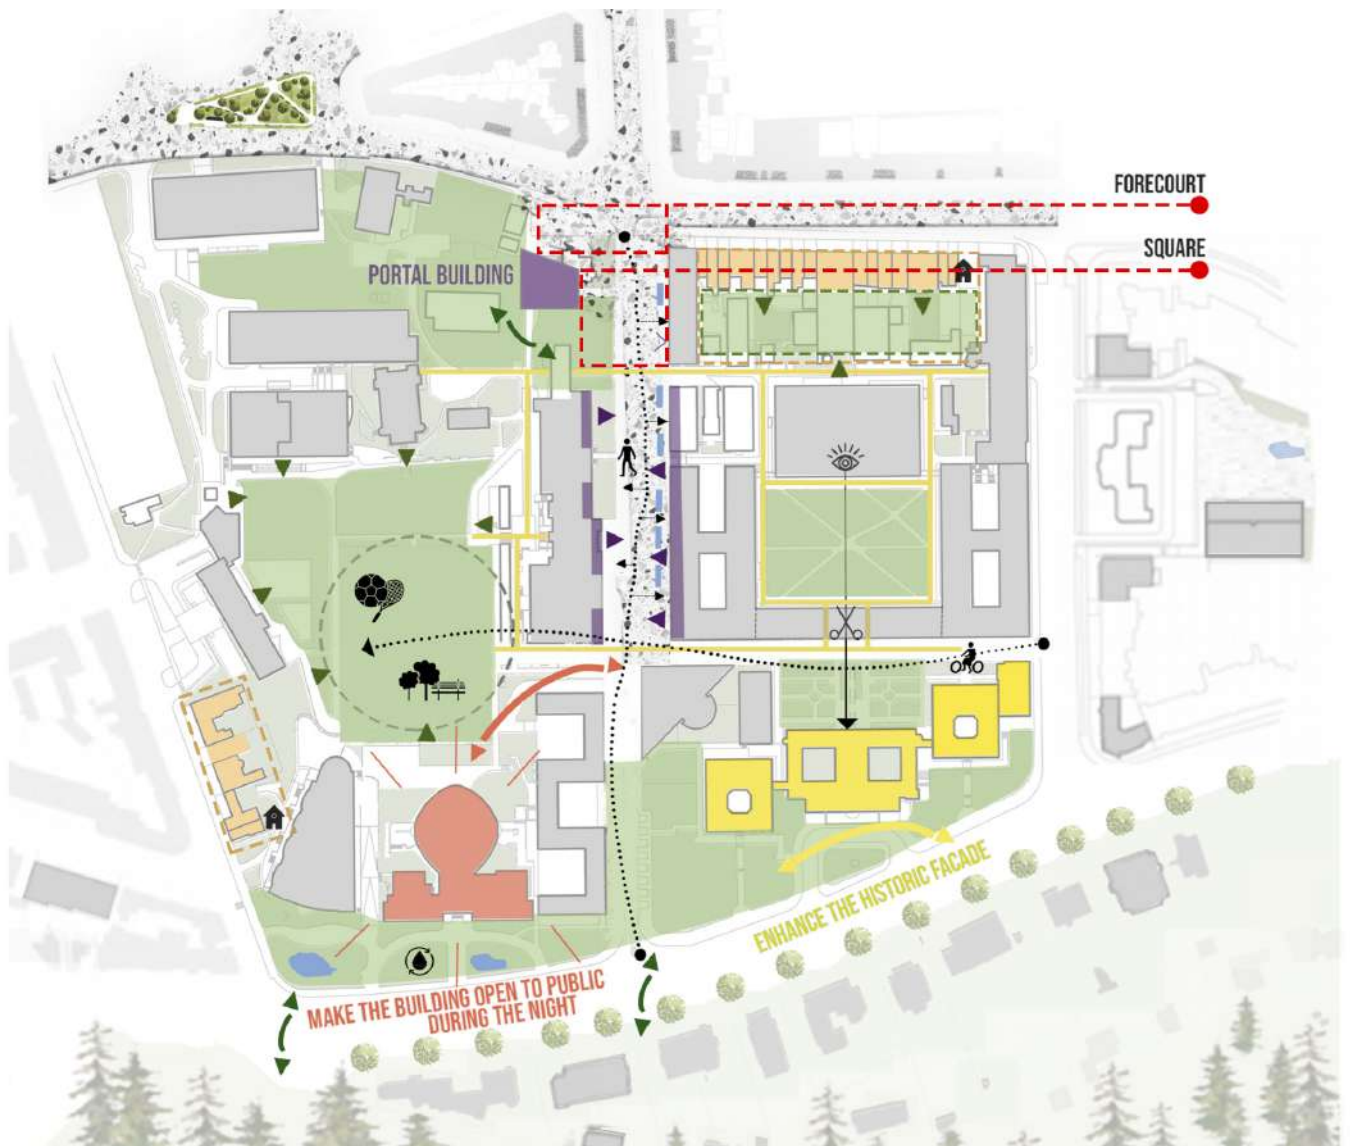 FORECOURT
SQUARE
PORTAL BUILDING
ENHANCE THE HISTORIC FACADE
MAKE THE BUILDING OPEN TO PUBLIC
DURING THE NIGHT